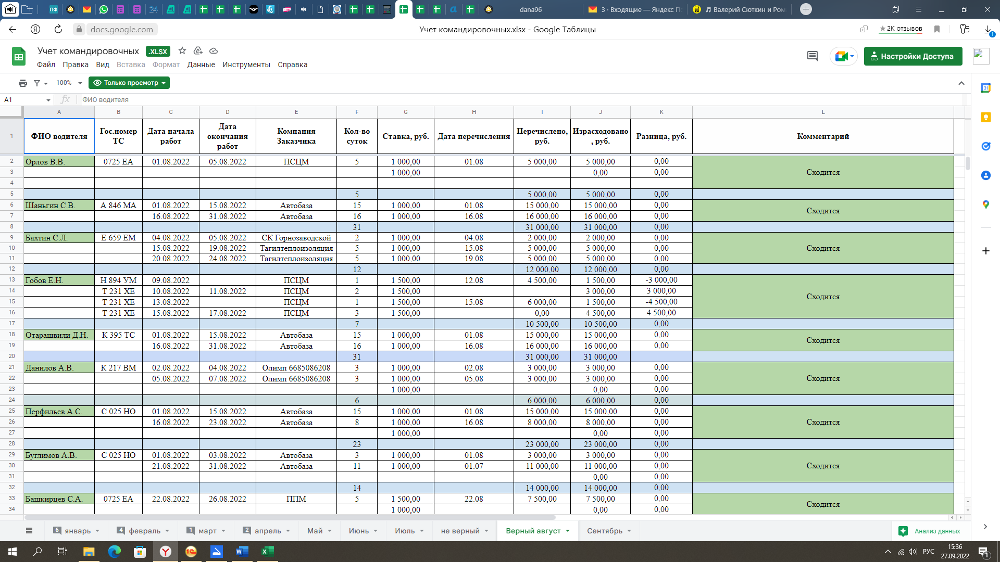 dana96
3 · Входящие — Яндекс По
Валерий Сюткин и Ром
docs.google.com
Учет командировочных.xlsx - Google Таблицы
2K отзывов
1
Учет командировочных .XLSX
Файл Правка Вид Вставка Формат Данные Инструменты Справка
Настройки Доступа
100% Только просмотр
A1 fx ФИО водителя
A B C D E F G H I J K L
1 ФИО водителя Гос.номер ТС Дата начала работ Дата окончания работ Компания Заказчика Кол-во суток Ставка, руб. Дата перечисления Перечислено, руб. Израсходовано, руб. Разница, руб. Комментарий
2 Орлов В.В. 0725 ЕА 01.08.2022 05.08.2022 ПСЦМ 5 1 000,00 01.08 5 000,00 5 000,00 0,00 Сходится
3 1 000,00 0,00 0,00
4
5 5 5 000,00 5 000,00 0,00
6 Шаньгин С.В. А 846 МА 01.08.2022 15.08.2022 Автобаза 15 1 000,00 01.08 15 000,00 15 000,00 0,00 Сходится
7 16.08.2022 31.08.2022 Автобаза 16 1 000,00 16.08 16 000,00 16 000,00 0,00
8 31 31 000,00 31 000,00 0,00
9 Бахтин С.Л. Е 659 ЕМ 04.08.2022 05.08.2022 СК Горнозаводской 2 1 000,00 04.08 2 000,00 2 000,00 0,00 Сходится
10 15.08.2022 19.08.2022 Тагилтеплоизоляция 5 1 000,00 15.08 5 000,00 5 000,00 0,00
11 20.08.2022 24.08.2022 Тагилтеплоизоляция 5 1 000,00 19.08 5 000,00 5 000,00 0,00
12 12 12 000,00 12 000,00 0,00
13 Гобов Е.Н. Н 894 УМ 09.08.2022 ПСЦМ 1 1 500,00 12.08 4 500,00 1 500,00 -3 000,00 Сходится
14 Т 231 ХЕ 10.08.2022 11.08.2022 ПСЦМ 2 1 500,00 3 000,00 3 000,00
15 Т 231 ХЕ 13.08.2022 ПСЦМ 1 1 500,00 15.08 6 000,00 1 500,00 -4 500,00
16 Т 231 ХЕ 15.08.2022 17.08.2022 ПСЦМ 3 1 500,00 0,00 4 500,00 4 500,00
17 7 10 500,00 10 500,00 0,00
18 Отарашвили Д.Н. К 395 ТС 01.08.2022 15.08.2022 Автобаза 15 1 000,00 01.08 15 000,00 15 000,00 0,00 Сходится
19 16.08.2022 31.08.2022 Автобаза 16 1 000,00 16.08 16 000,00 16 000,00 0,00
20 31 31 000,00 31 000,00
21 Данилов А.В. К 217 ВМ 02.08.2022 04.08.2022 Олимп 6685086208 3 1 000,00 02.08 3 000,00 3 000,00 0,00 Сходится
22 05.08.2022 07.08.2022 Олимп 6685086208 3 1 000,00 05.08 3 000,00 3 000,00 0,00
23 1 000,00 0,00 0,00
24 6 6 000,00 6 000,00 0,00
25 Перфильев А.С. С 025 НО 01.08.2022 15.08.2022 Автобаза 15 1 000,00 01.08 15 000,00 15 000,00 0,00 Сходится
26 16.08.2022 23.08.2022 Автобаза 8 1 000,00 16.08 8 000,00 8 000,00 0,00
27 1 000,00 0,00 0,00
28 23 23 000,00 23 000,00 0,00
29 Буглимов А.В. С 025 НО 01.08.2022 03.08.2022 Автобаза 3 1 000,00 01.08 3 000,00 3 000,00 0,00 Сходится
30 21.08.2022 31.08.2022 Автобаза 11 1 000,00 01.07 11 000,00 11 000,00 0,00
31 0,00 0,00
32 14 14 000,00 14 000,00 0,00
33 Башкирцев С.А. 0725 ЕА 22.08.2022 26.08.2022 ППМ 5 1 500,00 22.08 7 500,00 7 500,00 0,00 Сходится
34 1 000,00 0,00 0,00
6 январь 4 февраль 1 март 2 апрель Май Июнь Июль не верный Верный август Сентябрь Анализ данных
РУС
15:36
27.09.2022
1